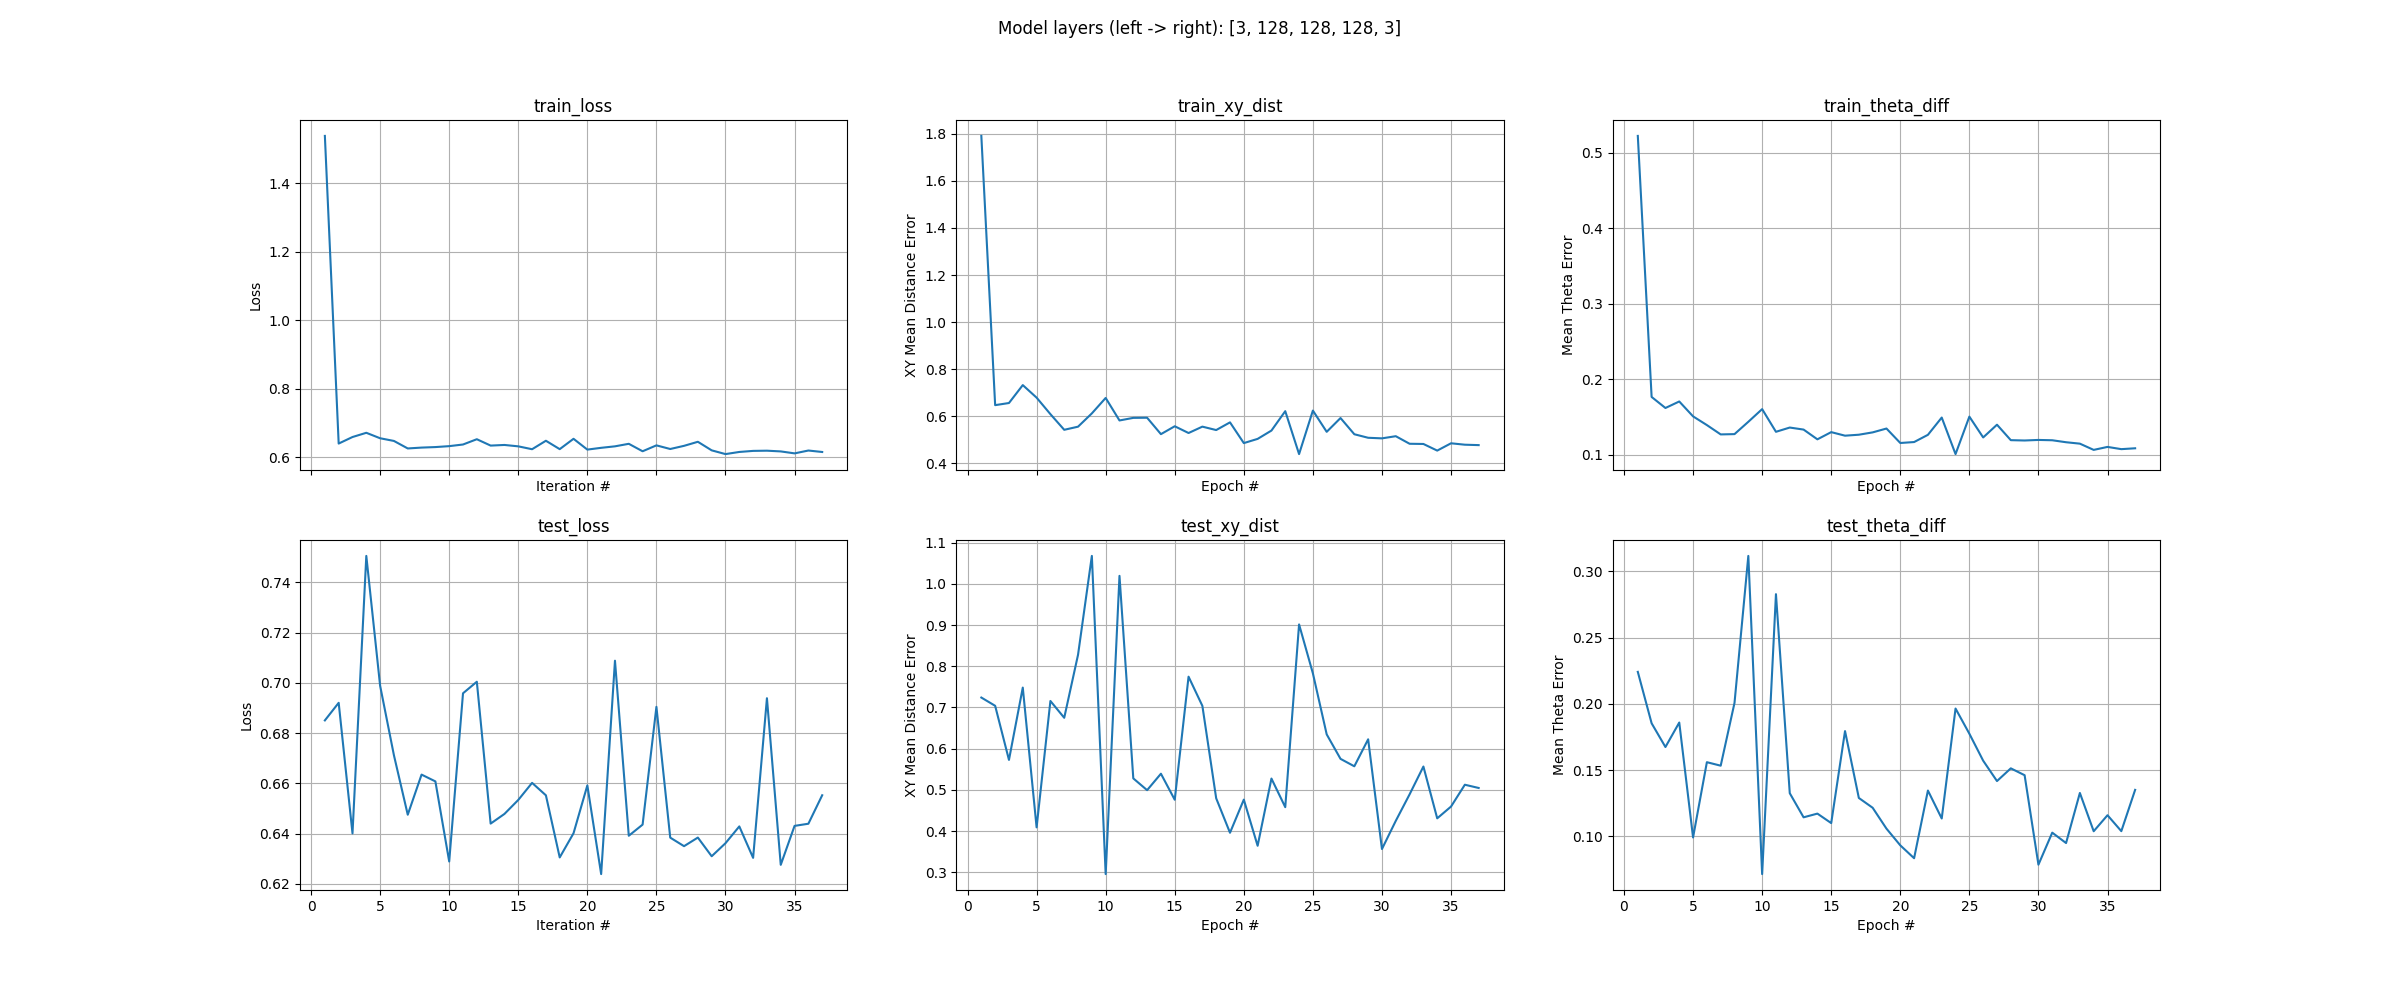 Model layers (left -> right): [3, 128, 128, 128, 3]
train_loss
1.4
1.2
1.0
0.8
0.6
Loss
Iteration #
train_xy_dist
1.8
1.6
1.4
1.2
1.0
0.8
0.6
0.4
XY Mean Distance Error
Epoch #
train_theta_diff
0.5
0.4
0.3
0.2
0.1
Mean Theta Error
Epoch #
test_loss
0.74
0.72
0.70
0.68
0.66
0.64
0.62
Loss
0 5 10 15 20 25 30 35
Iteration #
test_xy_dist
1.1
1.0
0.9
0.8
0.7
0.6
0.5
0.4
0.3
XY Mean Distance Error
0 5 10 15 20 25 30 35
Epoch #
test_theta_diff
0.30
0.25
0.20
0.15
0.10
Mean Theta Error
0 5 10 15 20 25 30 35
Epoch #